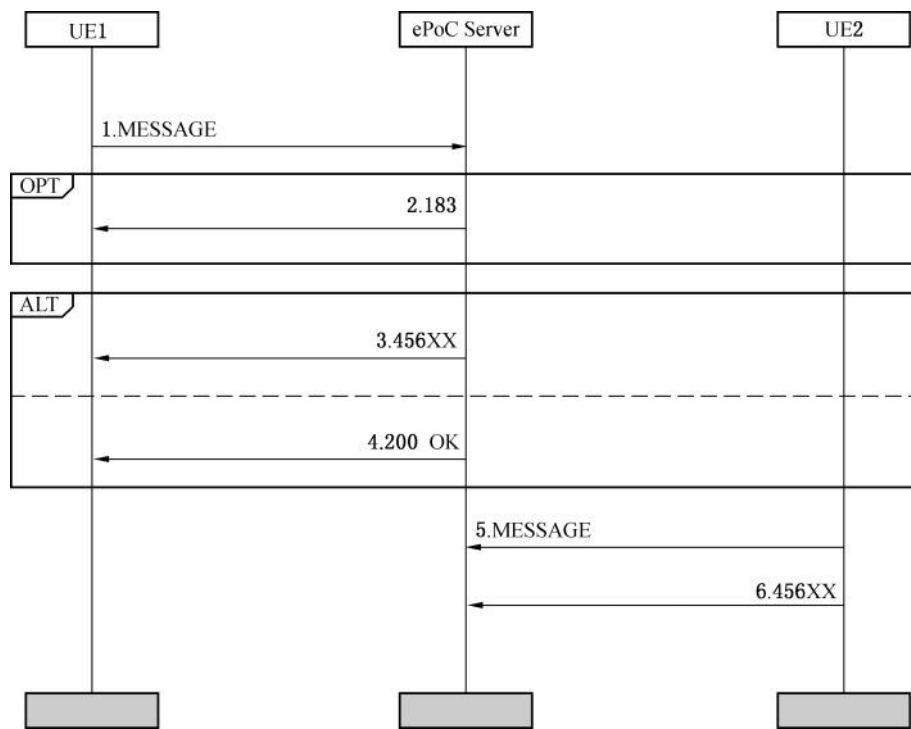 UE1
ePoC Server
UE2
1.MESSAGE
OPT
2.183
ALT
3.456XX
4.200 OK
5.MESSAGE
6.456XX